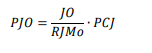 PJO = JO / RJMo · PCJ